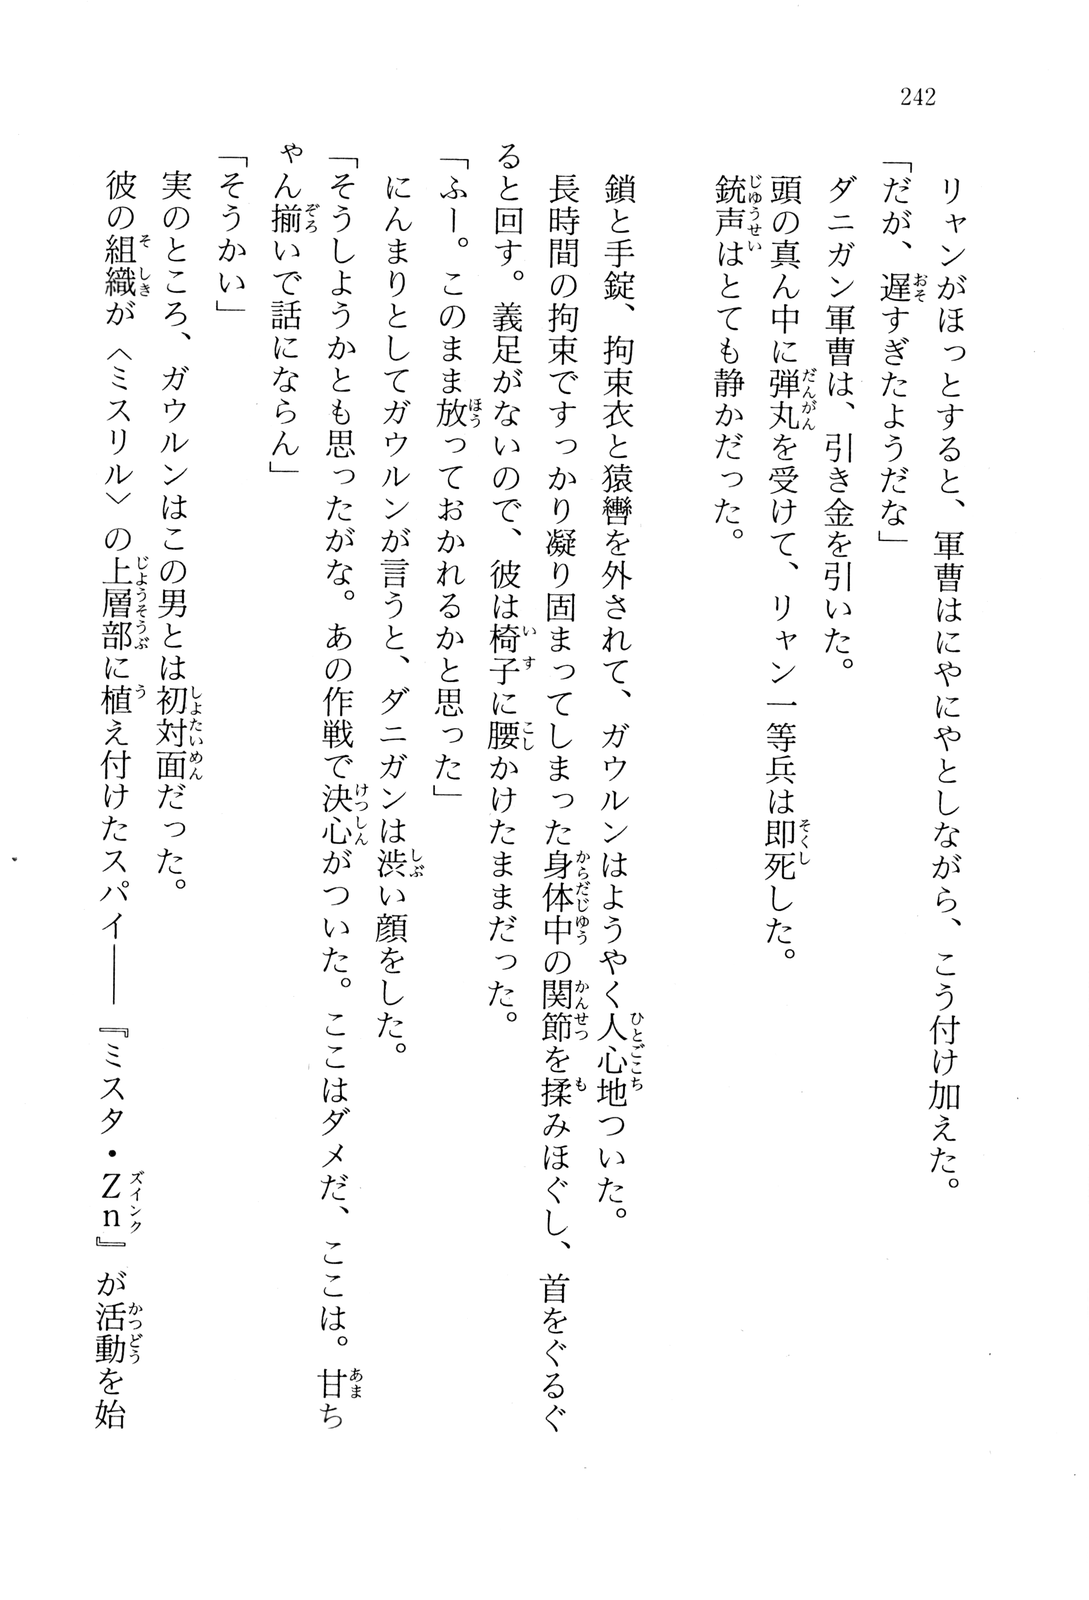 242
リャンがほっとすると、軍曹はにやにやとしながら、こう付け加えた。
「だが、遅すぎたようだな」
ダニガン軍曹は、引き金を引いた。
頭の真ん中に弾丸を受けて、リャン一等兵は即死した。
銃声はとても静かだった。
鎖と手錠、拘束衣と猿轡を外されて、ガウルンはようやく人心地ついた。
長時間の拘束ですっかり凝り固まってしまった身体中の関節を揉みほぐし、首をぐるぐ
ると回す。義足がないので、彼は椅子に腰かけたままだった。
「ふー。このまま放っておかれるかと思った」
にんまりとしてガウルンが言うと、ダニガンは渋い顔をした。
「そうしようかとも思ったがな。あの作戦で決心がついた。ここはダメだ、ここは。甘ち
ゃん揃いで話にならん」
「そうかい」
実のところ、ガウルンはこの男とは初対面だった。
彼の組織が〈ミスリル〉の上層部に植え付けたスパイ――『ミスタ・Zn』が活動を始